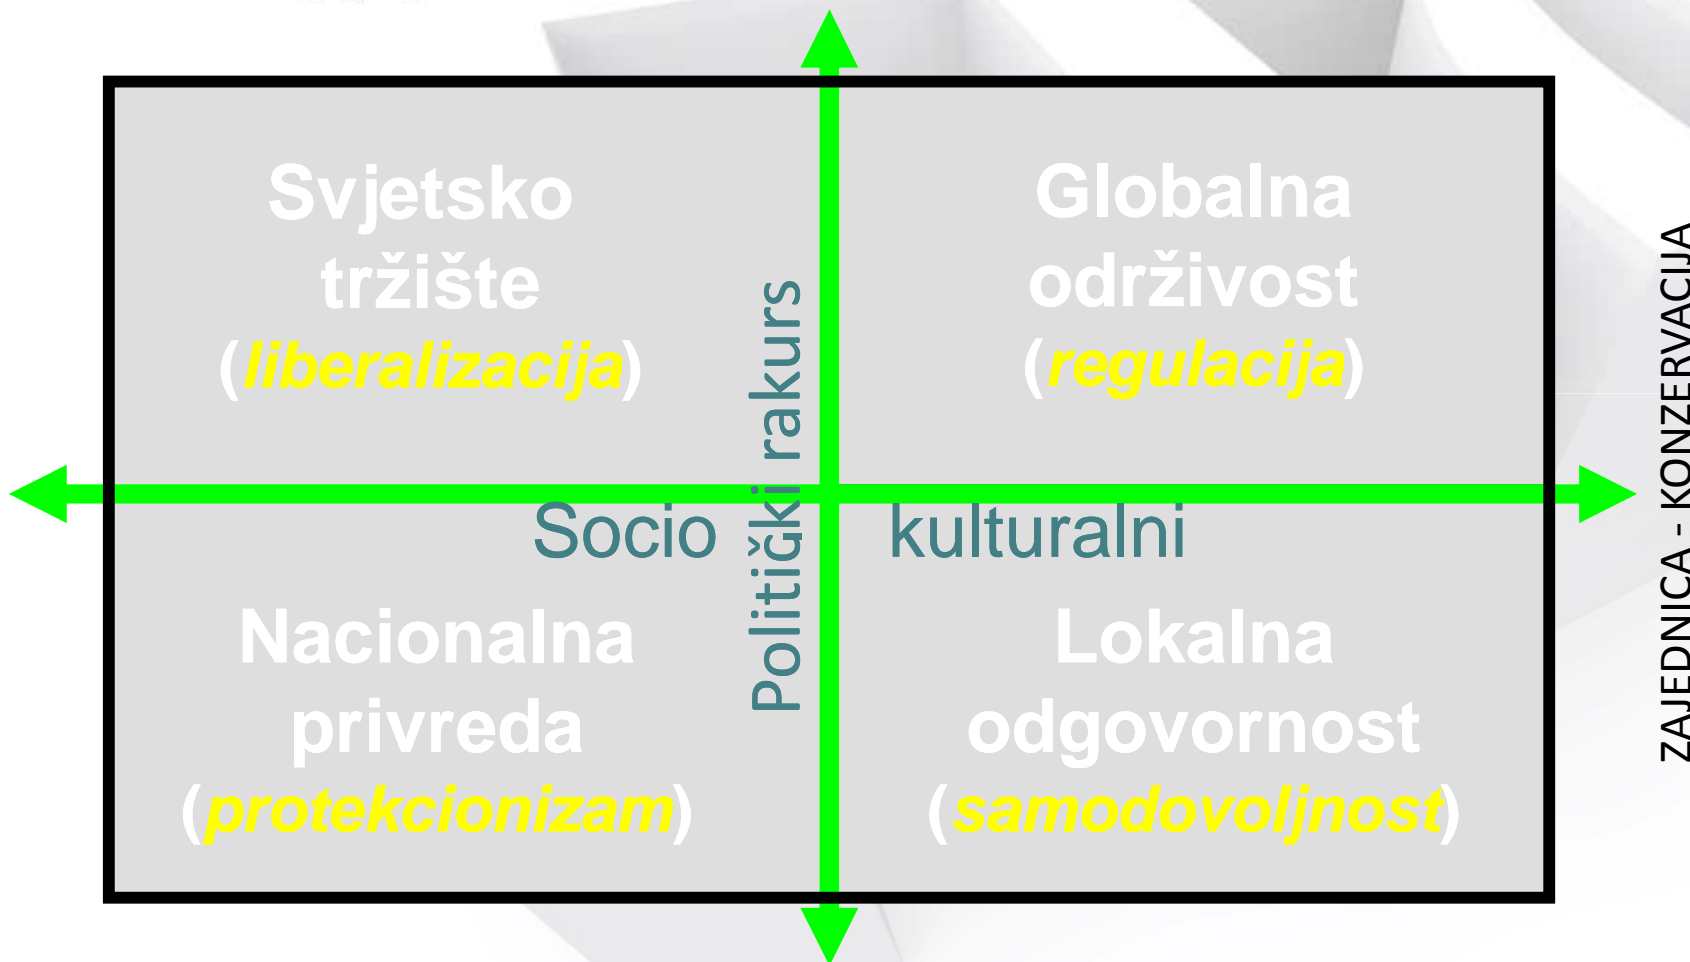 Svjetsko
tržište
(liberalizacija)
Globalna
održivost
(regulacija)
Politički rakurs
Socio kulturalni
Nacionalna
privreda
(protekcionizam)
Lokalna
odgovornost
(samodovoljnost)
ZAJEDNICA - KONZERVACIJA